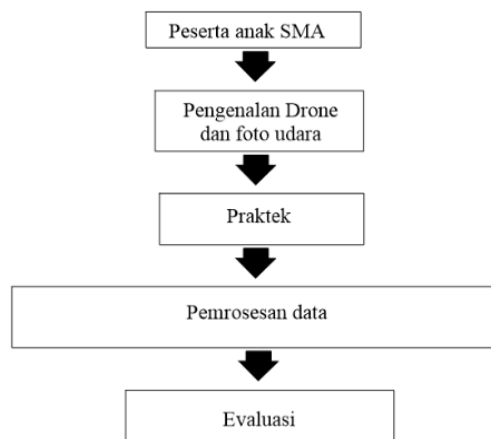 Peserta anak SMA
Pengenalan Drone
dan foto udara
Praktek
Pemrosesan data
Evaluasi